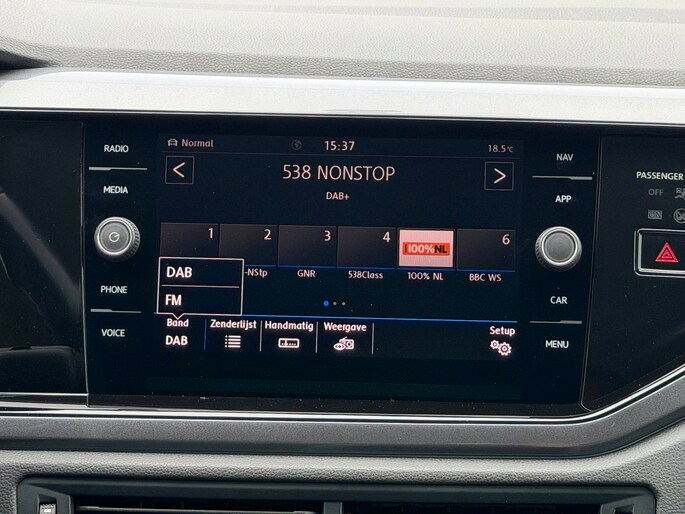 RADIO
MEDIA
PHONE
VOICE
Normal
15:37
18.5°C
<
538 NONSTOP
>
DAB+
1
2
3
4
100%NL
6
-NStp
GNR
538Class
100% NL
BBC WS
DAB
FM
Band
DAB
Zenderlijst
Handmatig
Weergave
Setup
NAV
APP
CAR
MENU
PASSENGER
OFF